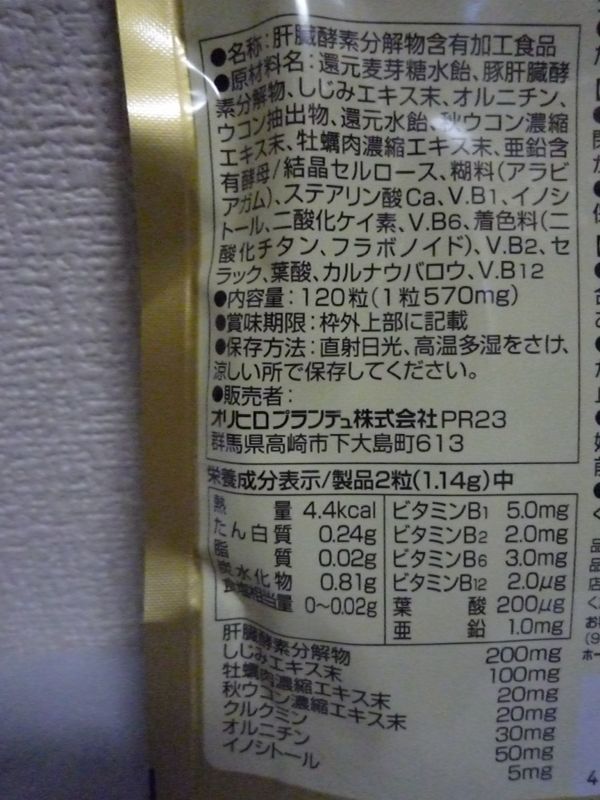 ●名称：肝臓酵素分解物含有加工食品
●原材料名：還元麦芽糖水飴、豚肝臓酵
素分解物、しじみエキス末、オルニチン、
ウコン抽出物、還元水飴、秋ウコン濃縮
エキス末、牡蠣肉濃縮エキス末、亜鉛含
有酵母/結晶セルロース、糊料(アラビ
アガム)、ステアリン酸Ca、V.B1、イノシ
トール、二酸化ケイ素、V.B6、着色料(二
酸化チタン、フラボノイド)、V.B2、セ
ラック、葉酸、カルナウバロウ、V.B12
●内容量：120粒(1粒570mg)
●賞味期限：枠外上部に記載
●保存方法：直射日光、高温多湿をさけ、
涼しい所で保存してください。
●販売者：
オリヒロプランデュ株式会社PR23
群馬県高崎市下大島町613
栄養成分表示/製品2粒(1.14g)中
熱量 4.4kcal ビタミンB1 5.0mg
たん白質 0.24g ビタミンB2 2.0mg
脂質 0.02g ビタミンB6 3.0mg
炭水化物 0.81g ビタミンB12 2.0μg
食塩相当量 0～0.02g 葉酸 200μg
亜鉛 1.0mg
肝臓酵素分解物 200mg
しじみエキス末 100mg
牡蠣肉濃縮エキス末 20mg
秋ウコン濃縮エキス末 20mg
クルクミン 30mg
オルニチン 50mg
イノシトール 5mg